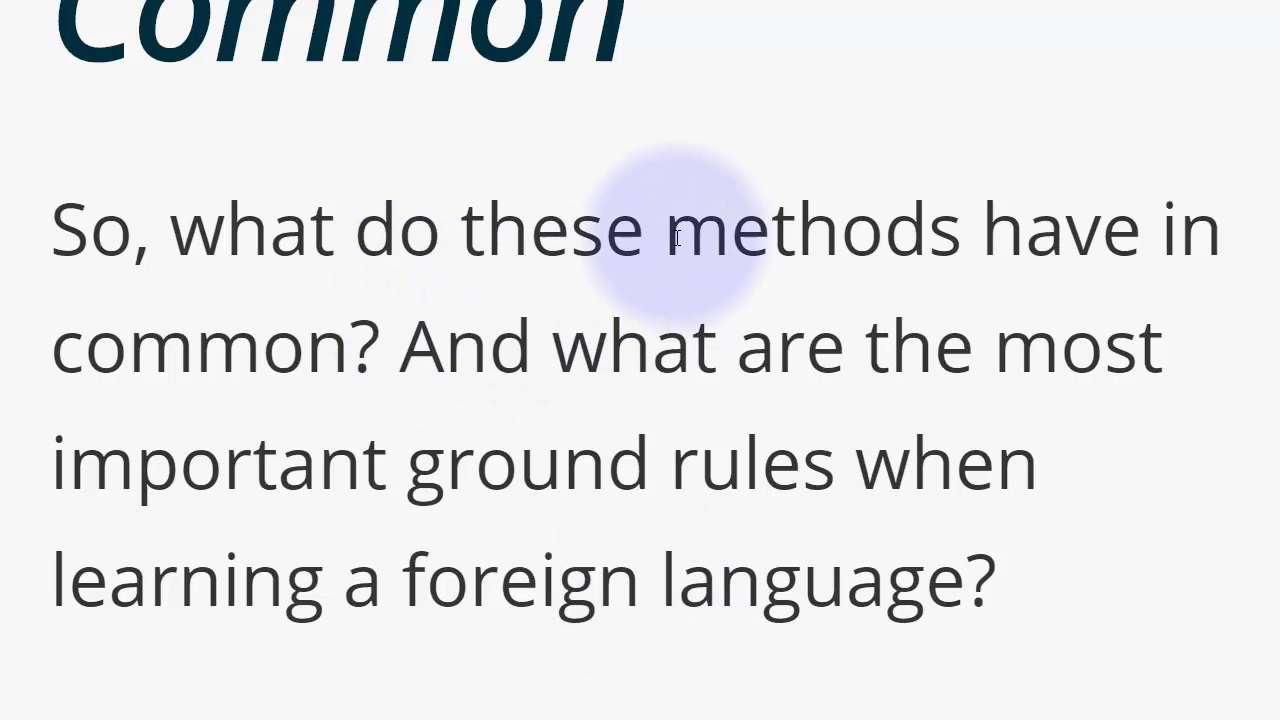 Common
So, what do these methods have in
common? And what are the most
important ground rules when
learning a foreign language?